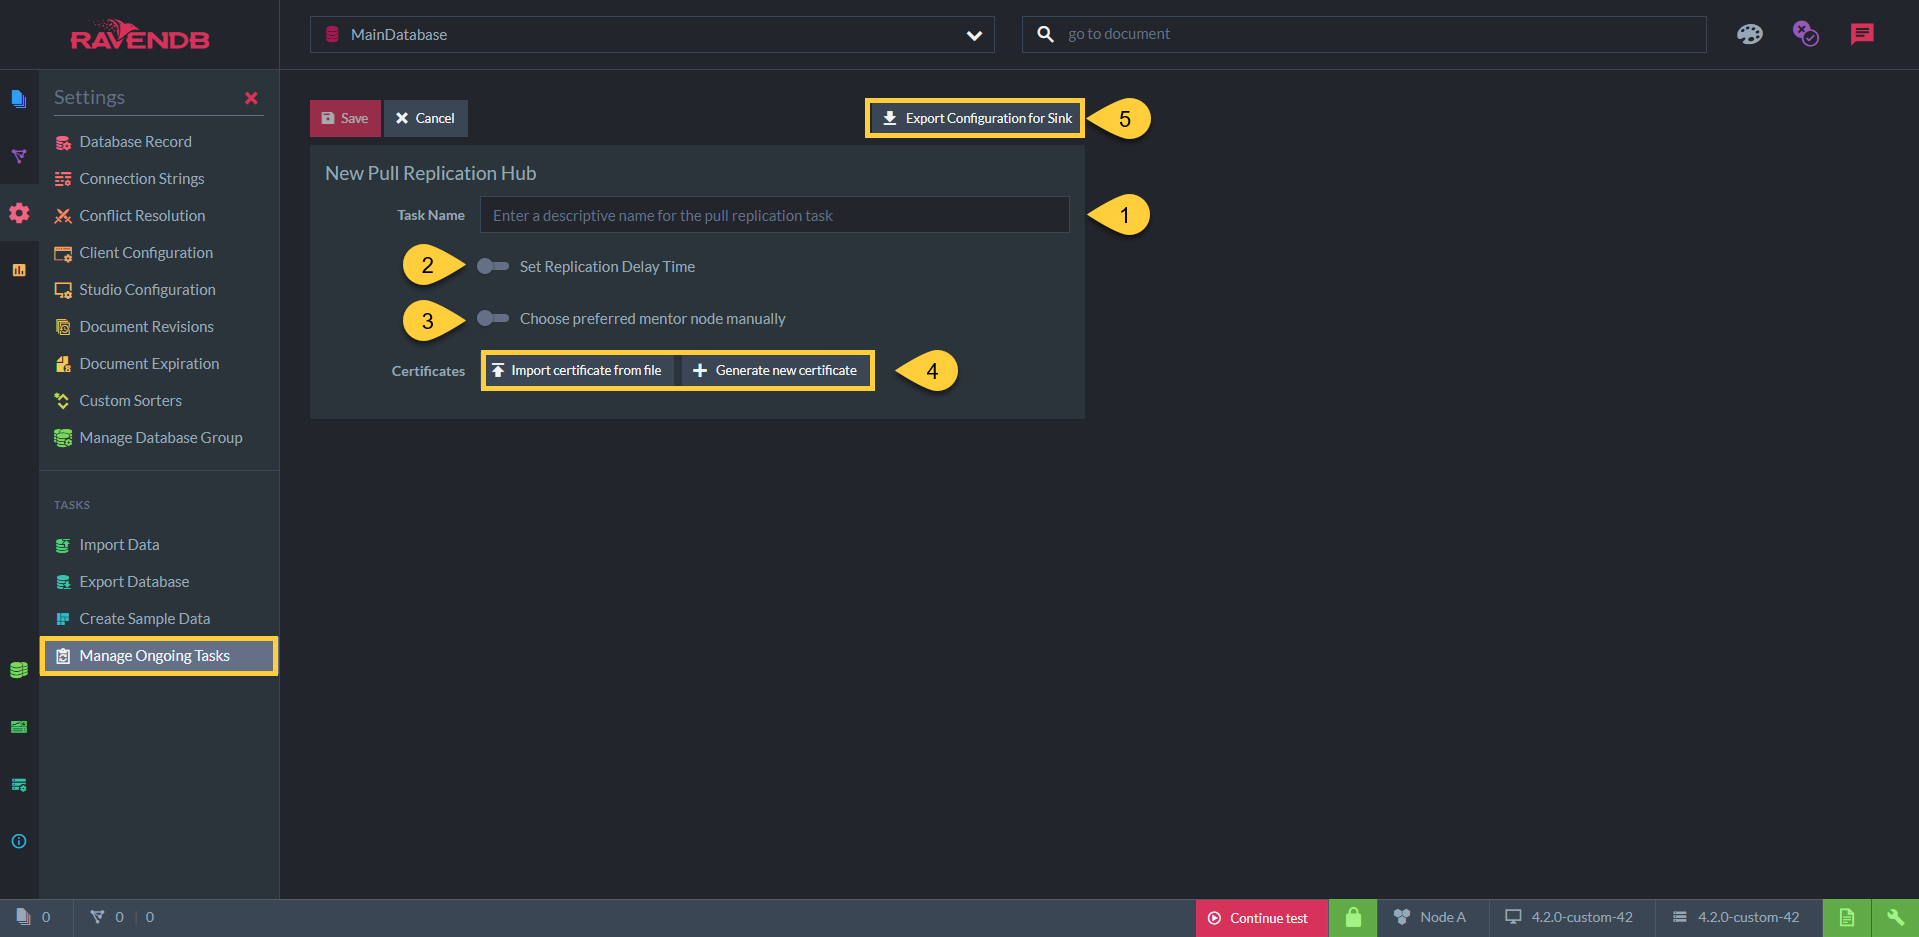 RAVENDB
MainDatabase
go to document
Settings
Database Record
Connection Strings
Conflict Resolution
Client Configuration
Studio Configuration
Document Revisions
Document Expiration
Custom Sorters
Manage Database Group
TASKS
Import Data
Export Database
Create Sample Data
Manage Ongoing Tasks
Save
Cancel
Export Configuration for Sink
5
New Pull Replication Hub
Task Name
Enter a descriptive name for the pull replication task
1
2
Set Replication Delay Time
3
Choose preferred mentor node manually
Certificates
Import certificate from file
Generate new certificate
4
0
0
0
Continue test
Node A
4.2.0-custom-42
4.2.0-custom-42